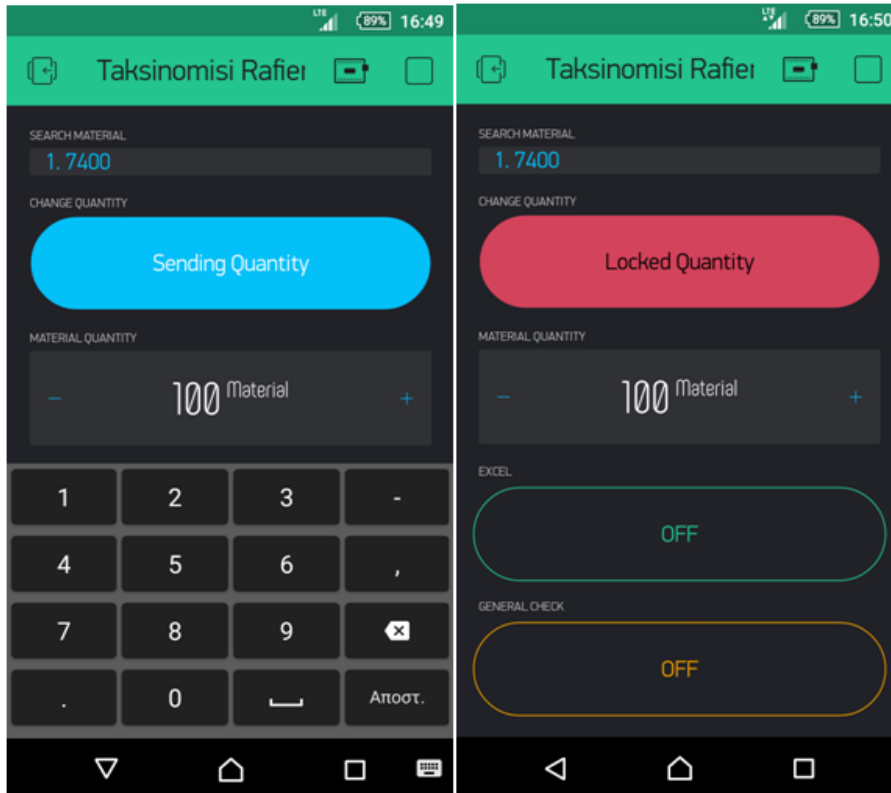 LTE 89% 16:49
Taksinomisi Rafier
SEARCH MATERIAL
1. 7400
CHANGE QUANTITY
Sending Quantity
MATERIAL QUANTITY
- 100 Material +
1 2 3 -
4 5 6 ,
7 8 9
. 0 Αποστ.
LTE 89% 16:50
Taksinomisi Rafier
SEARCH MATERIAL
1. 7400
CHANGE QUANTITY
Locked Quantity
MATERIAL QUANTITY
- 100 Material +
EXCEL
OFF
GENERAL CHECK
OFF